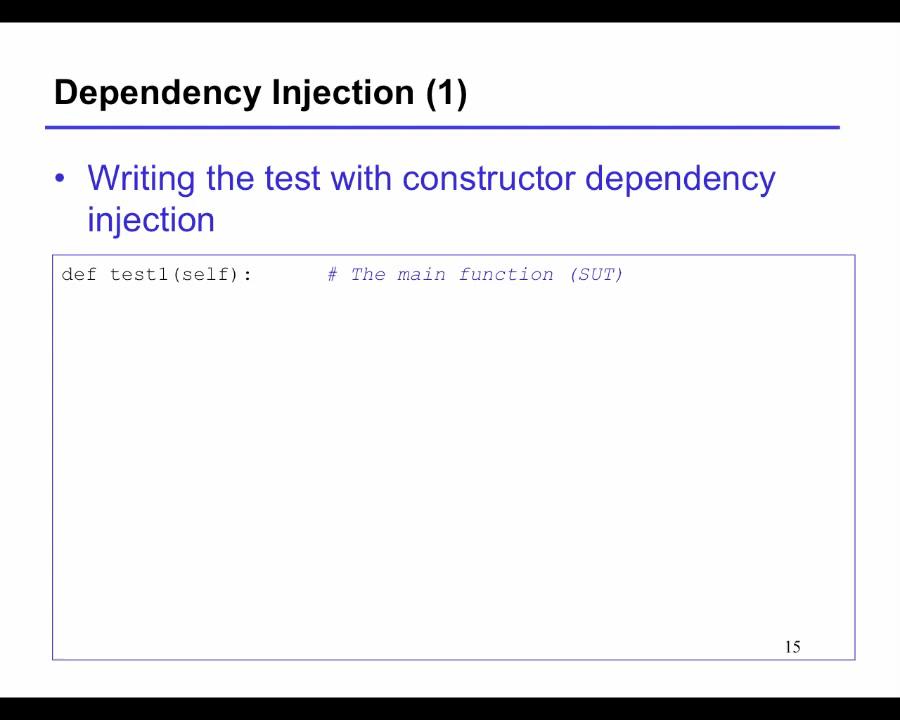 Dependency Injection (1)
• Writing the test with constructor dependency
injection
def test1(self):      # The main function (SUT)
15